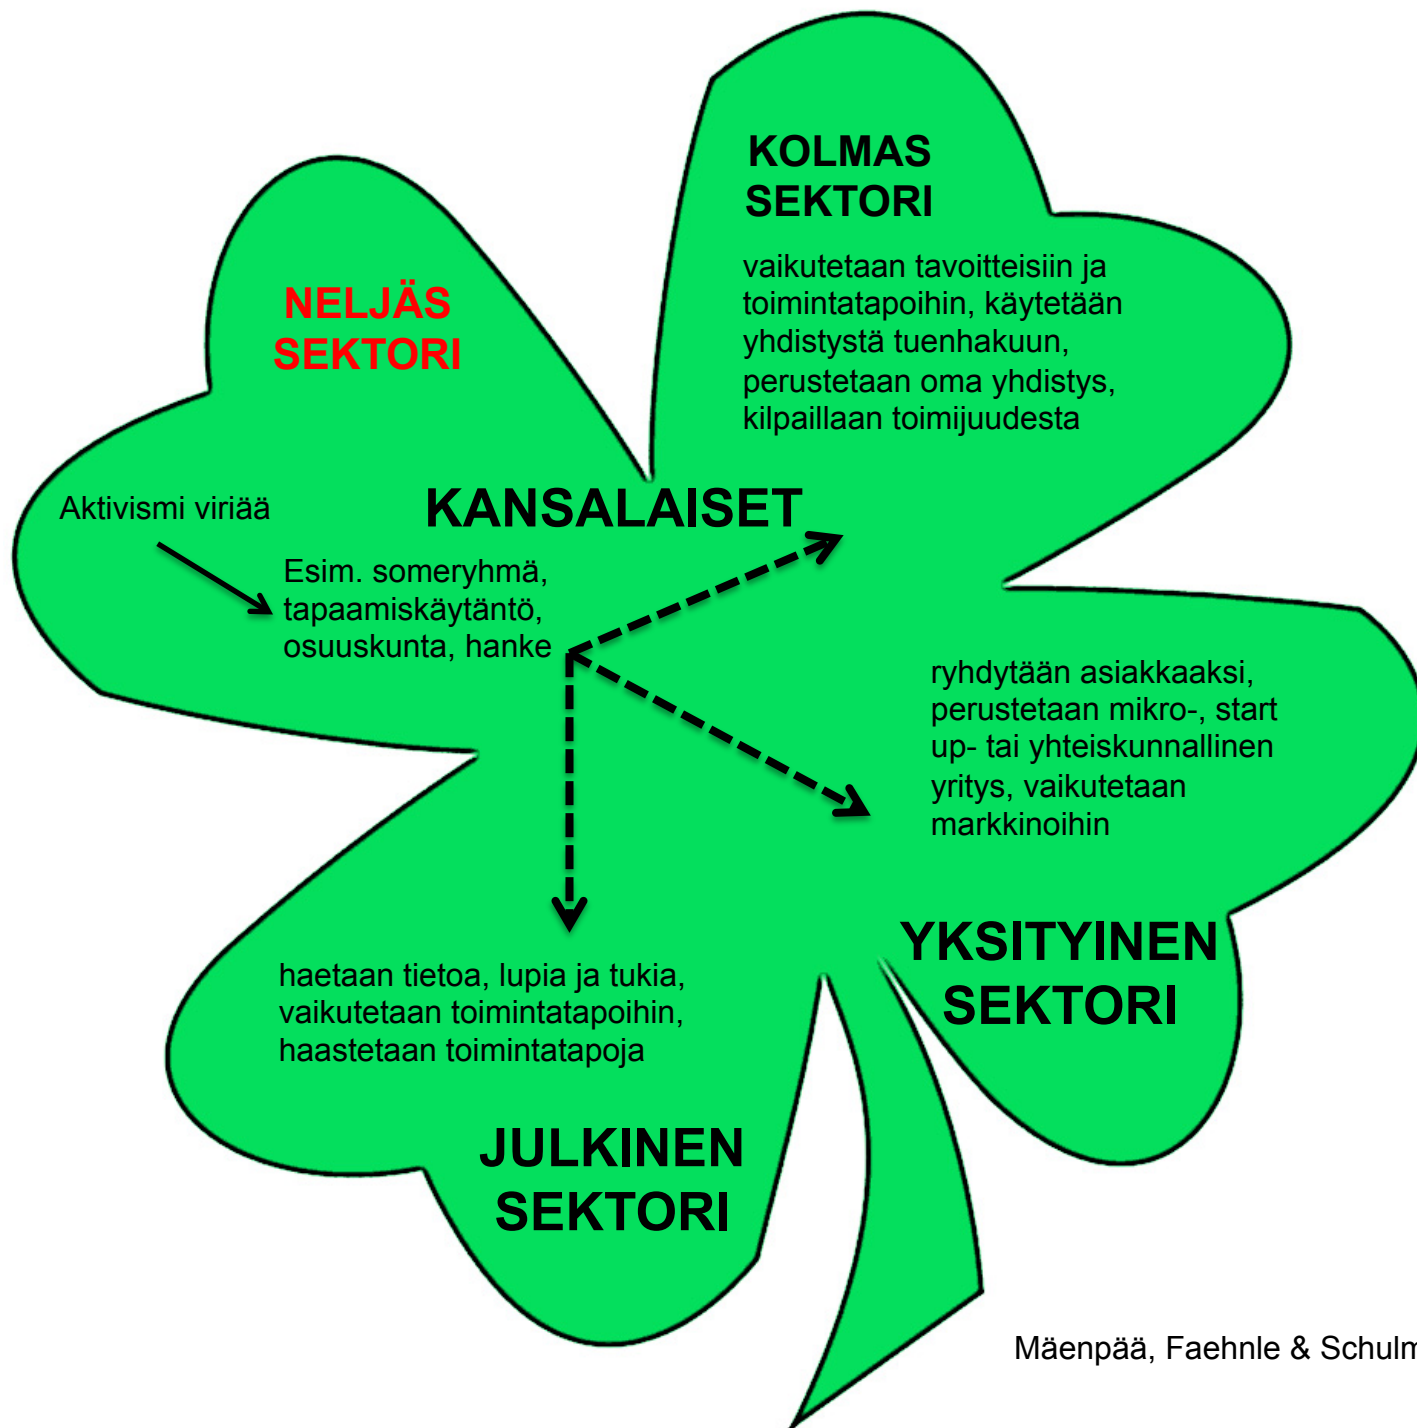 KOLMAS
SEKTORI
vaikutetaan tavoitteisiin ja
toimintatapoihin, käytetään
yhdistystä tuenhakuun,
perustetaan oma yhdistys,
kilpaillaan toimijuudesta
NELJÄS
SEKTORI
KANSALAISET
Aktivismi viriää
Esim. someryhmä,
tapaamiskäytäntö,
osuuskunta, hanke
ryhdytään asiakkaaksi,
perustetaan mikro-, start
up- tai yhteiskunnallinen
yritys, vaikutetaan
markkinoihin
YKSITYINEN
SEKTORI
haetaan tietoa, lupia ja tukia,
vaikutetaan toimintatapoihin,
haastetaan toimintatapoja
JULKINEN
SEKTORI
Mäenpää, Faehnle &